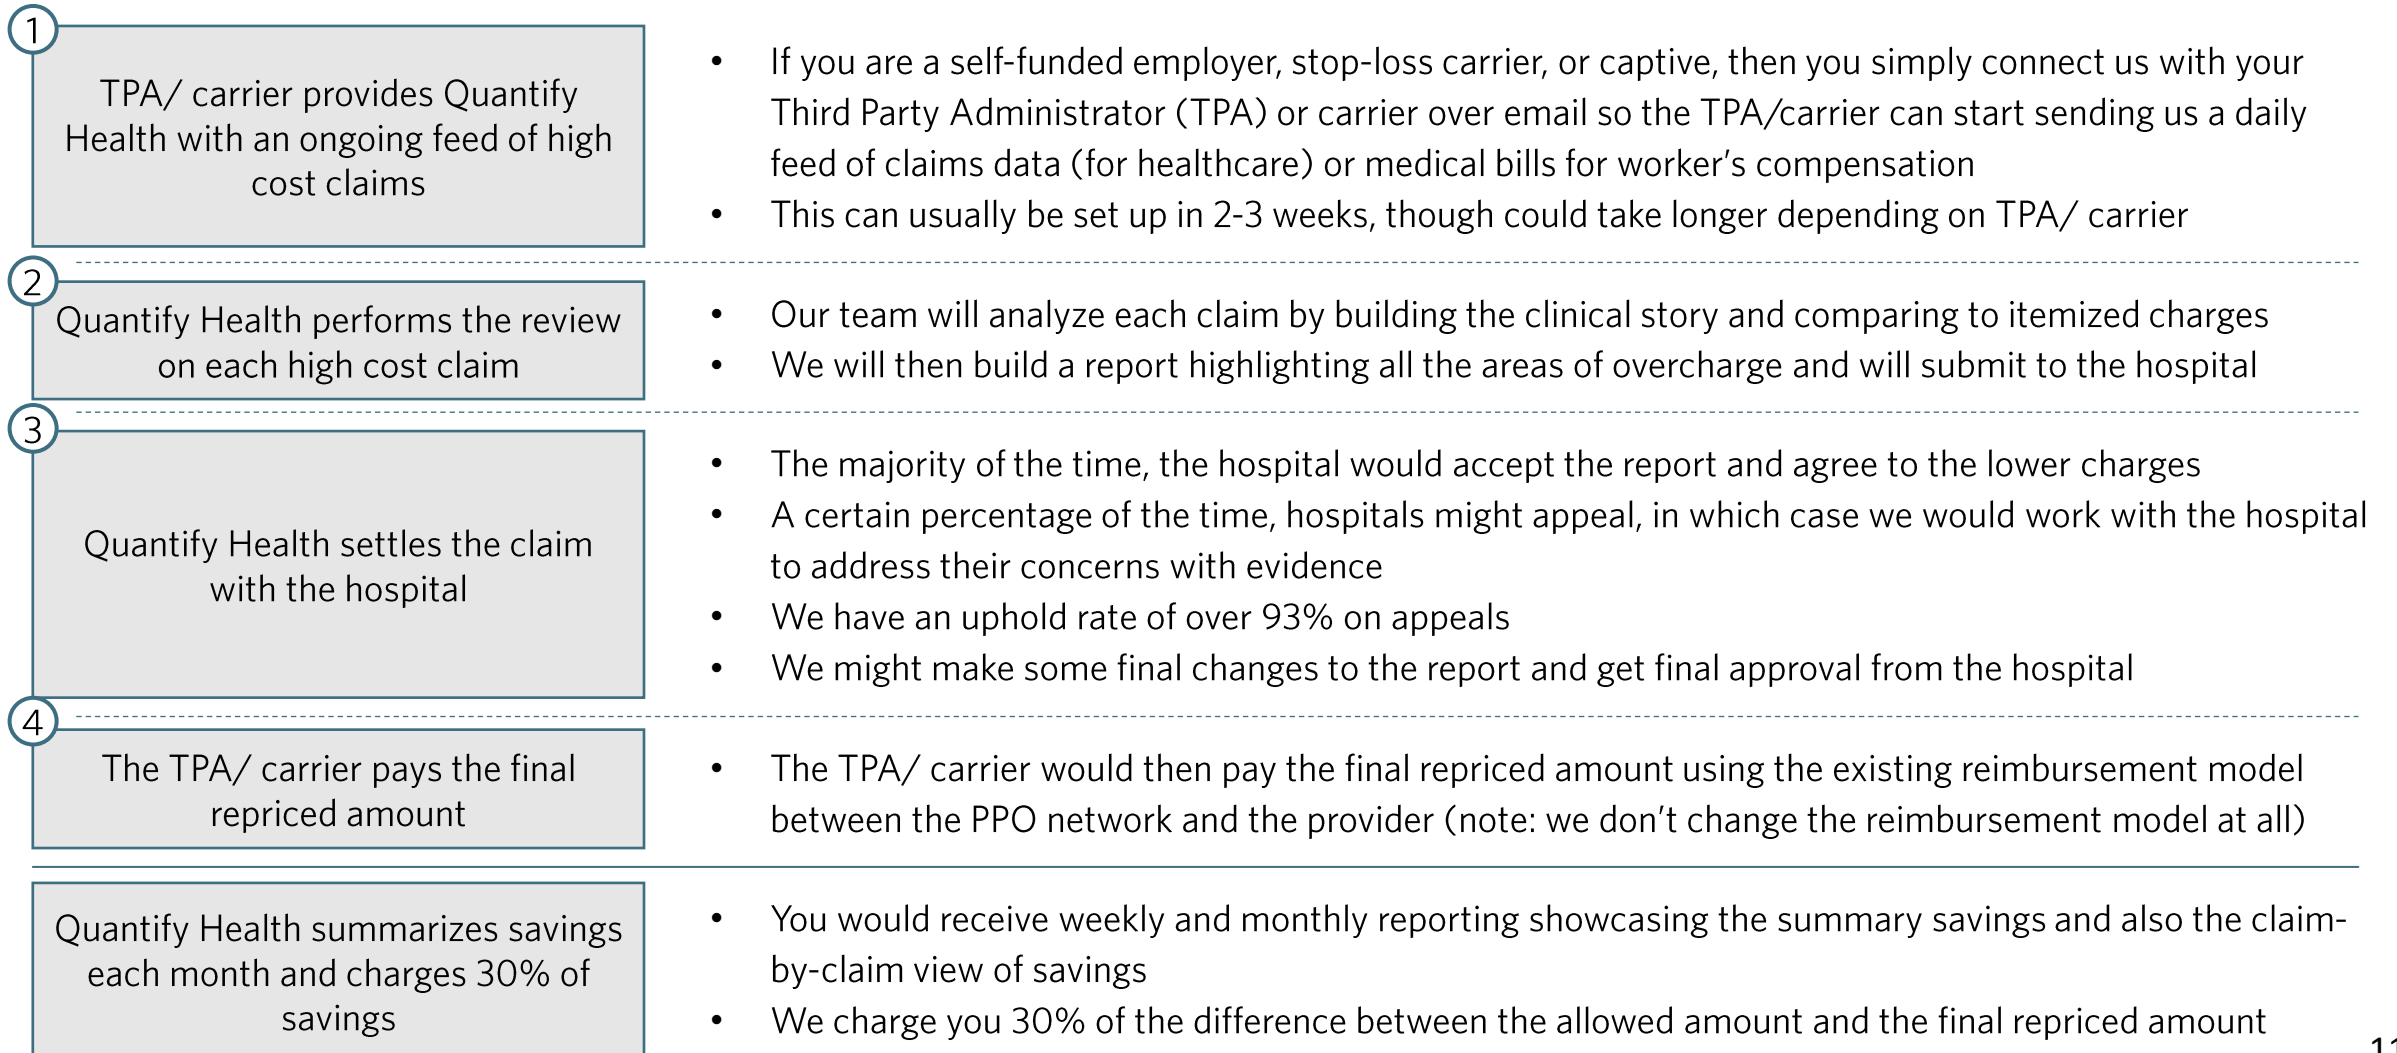 1
TPA/ carrier provides Quantify
Health with an ongoing feed of high
cost claims
• If you are a self-funded employer, stop-loss carrier, or captive, then you simply connect us with your
Third Party Administrator (TPA) or carrier over email so the TPA/carrier can start sending us a daily
feed of claims data (for healthcare) or medical bills for worker’s compensation
• This can usually be set up in 2-3 weeks, though could take longer depending on TPA/ carrier
2
Quantify Health performs the review
on each high cost claim
• Our team will analyze each claim by building the clinical story and comparing to itemized charges
• We will then build a report highlighting all the areas of overcharge and will submit to the hospital
3
Quantify Health settles the claim
with the hospital
• The majority of the time, the hospital would accept the report and agree to the lower charges
• A certain percentage of the time, hospitals might appeal, in which case we would work with the hospital
to address their concerns with evidence
• We have an uphold rate of over 93% on appeals
• We might make some final changes to the report and get final approval from the hospital
4
The TPA/ carrier pays the final
repriced amount
• The TPA/ carrier would then pay the final repriced amount using the existing reimbursement model
between the PPO network and the provider (note: we don’t change the reimbursement model at all)
Quantify Health summarizes savings
each month and charges 30% of
savings
• You would receive weekly and monthly reporting showcasing the summary savings and also the claim-
by-claim view of savings
• We charge you 30% of the difference between the allowed amount and the final repriced amount